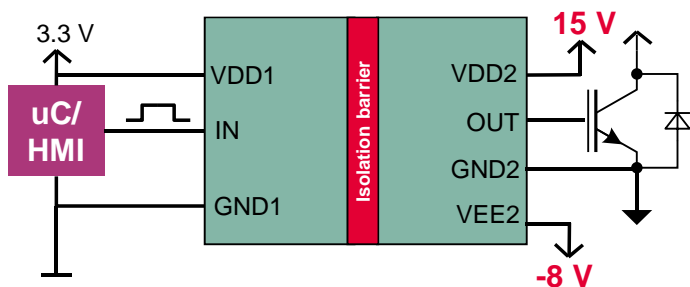 3.3 V
uC/
HMI
VDD1
IN
GND1
Isolation barrier
VDD2
OUT
GND2
VEE2
15 V
-8 V